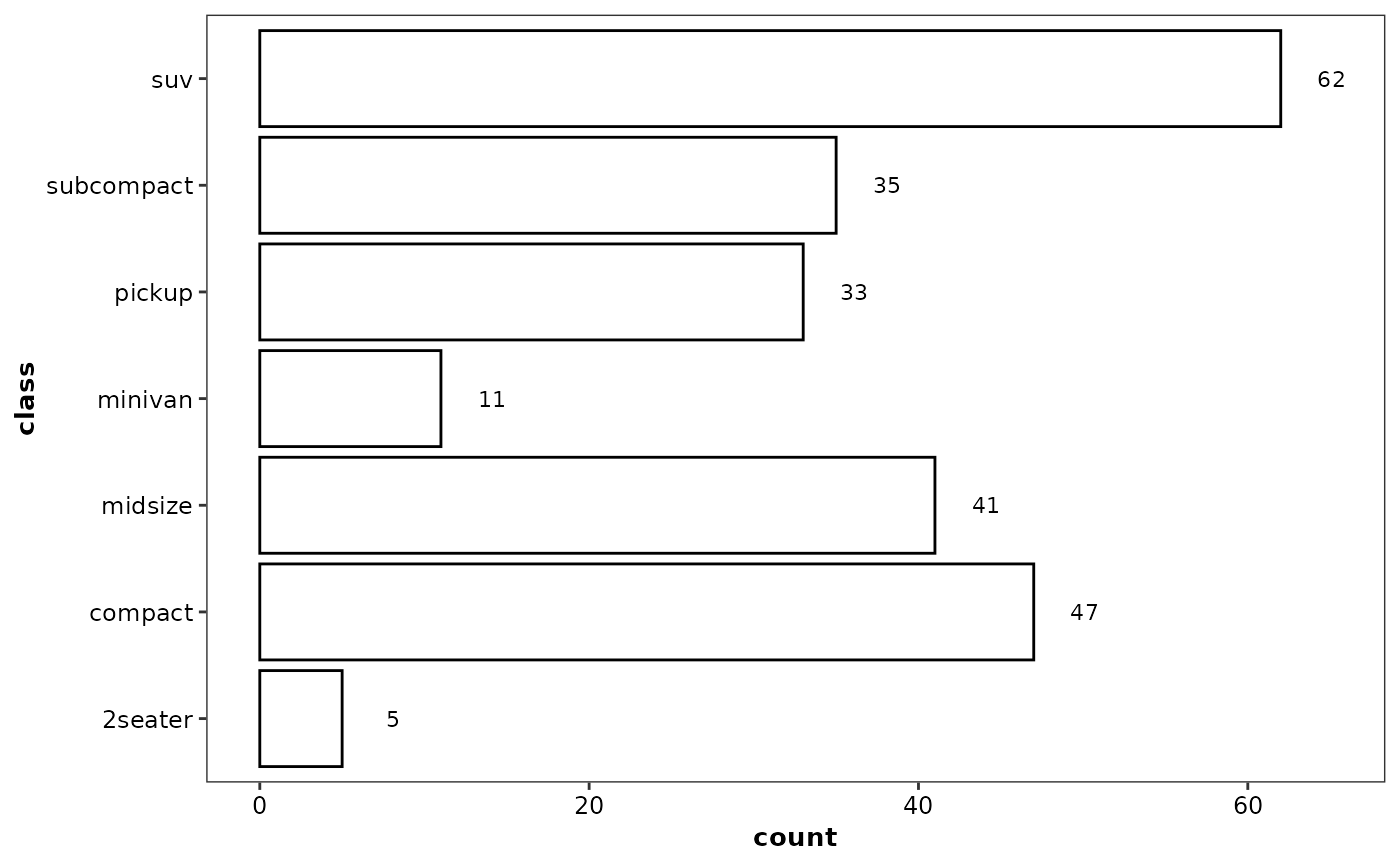 suv 62
subcompact 35
pickup 33
minivan 11
class
midsize 41
compact 47
2seater 5
0 20 40 60
count